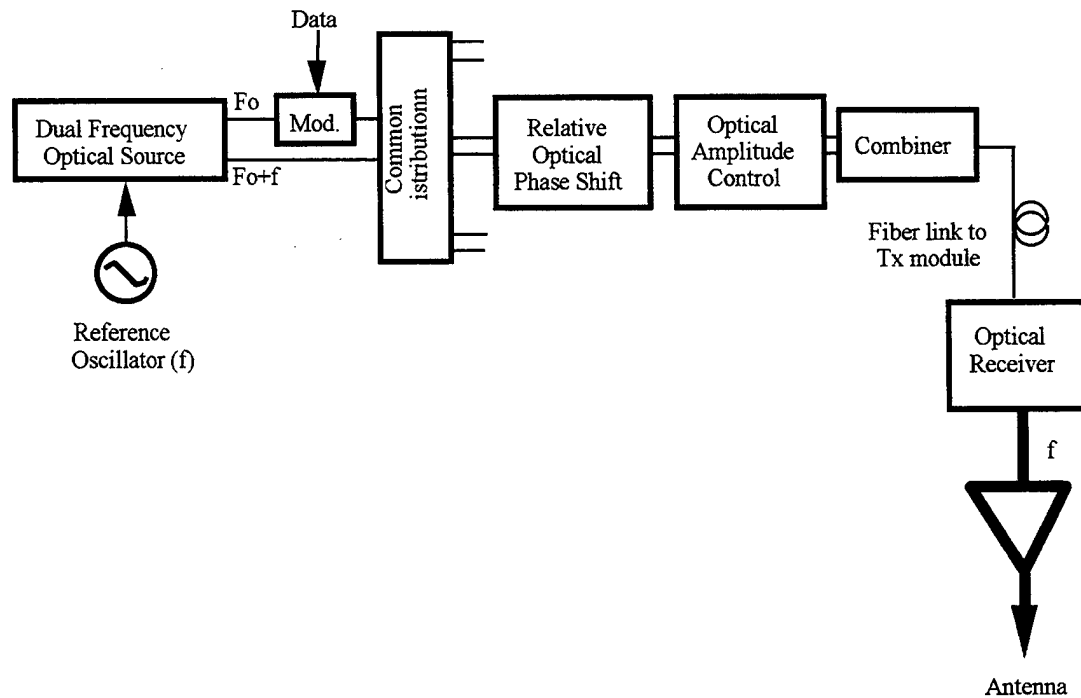 Data
Fo
Mod.
Dual Frequency
Optical Source
Fo+f
Common
istributionn
Relative
Optical
Phase Shift
Optical
Amplitude
Control
Combiner
Fiber link to
Tx module
Reference
Oscillator (f)
Optical
Receiver
f
Antenna